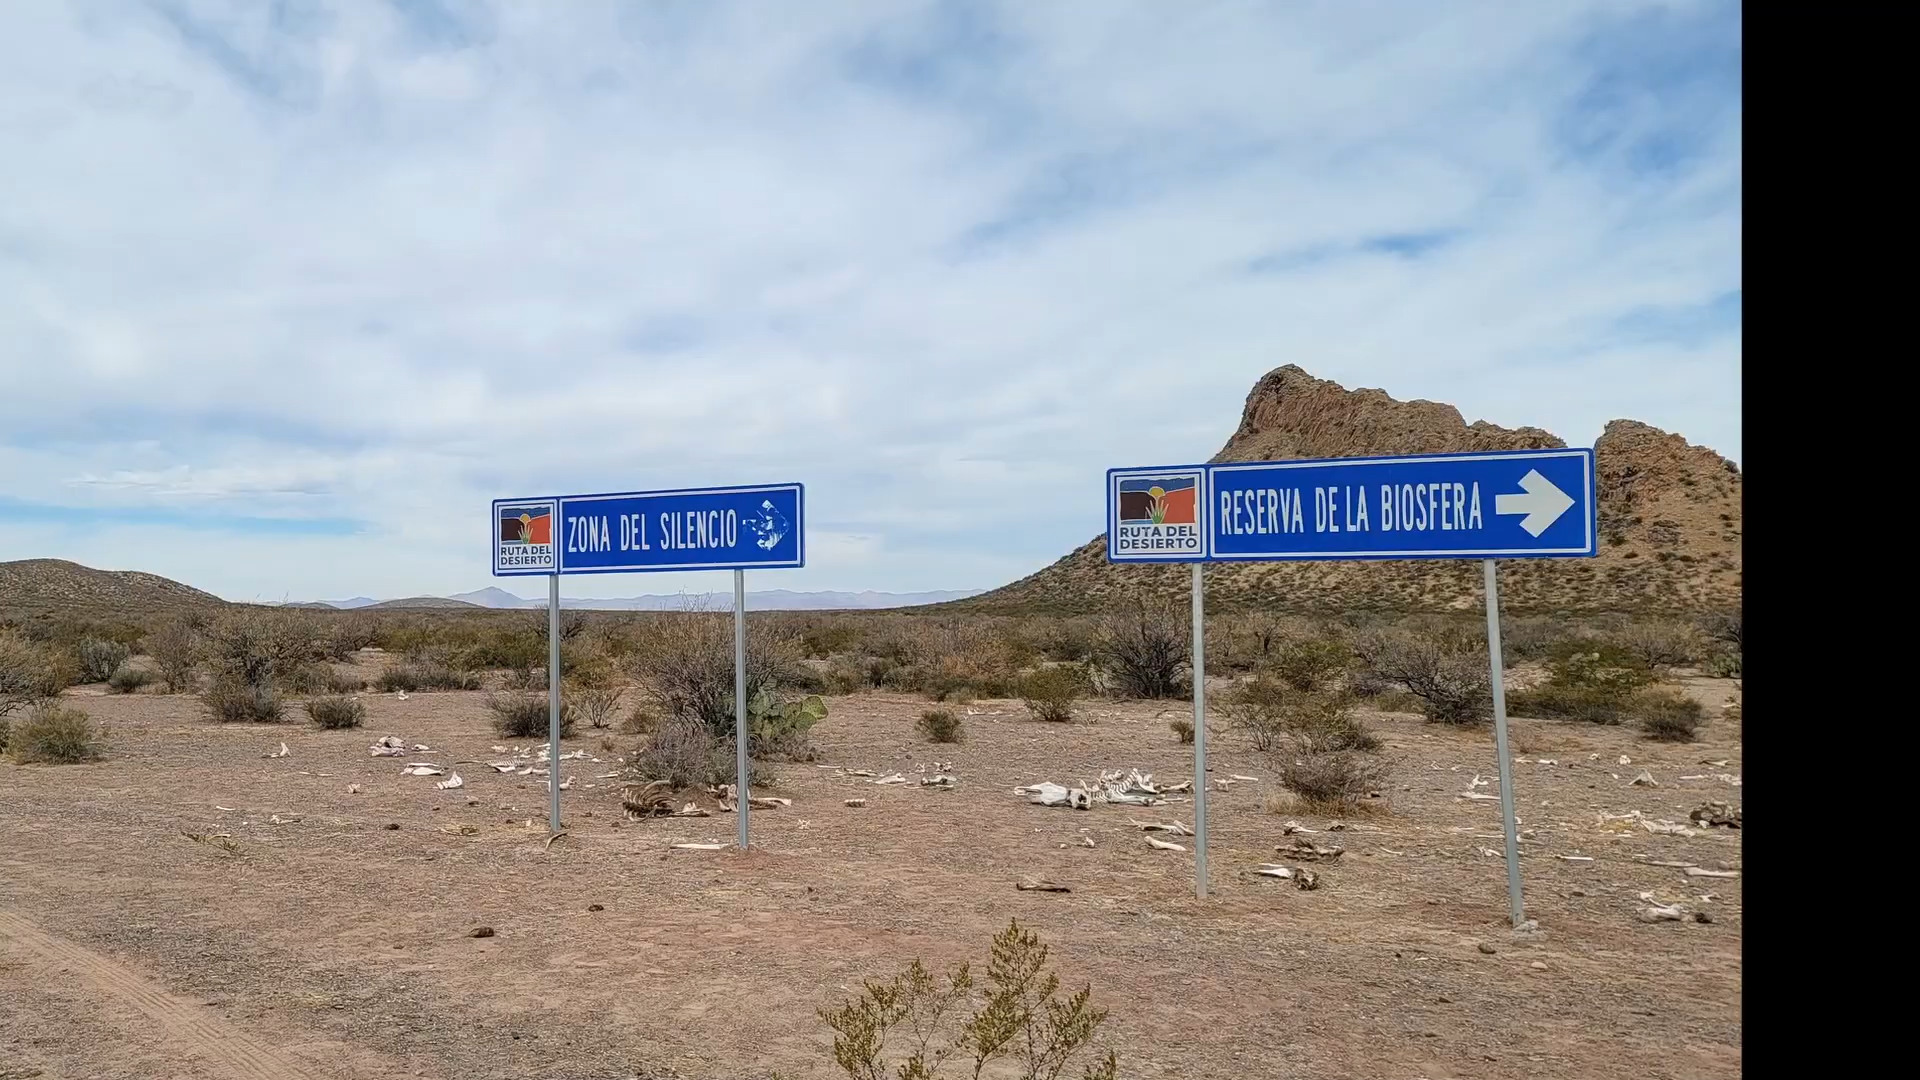 RUTA DEL
DESIERTO
ZONA DEL SILENCIO
RUTA DEL
DESIERTO
RESERVA DE LA BIOSFERA